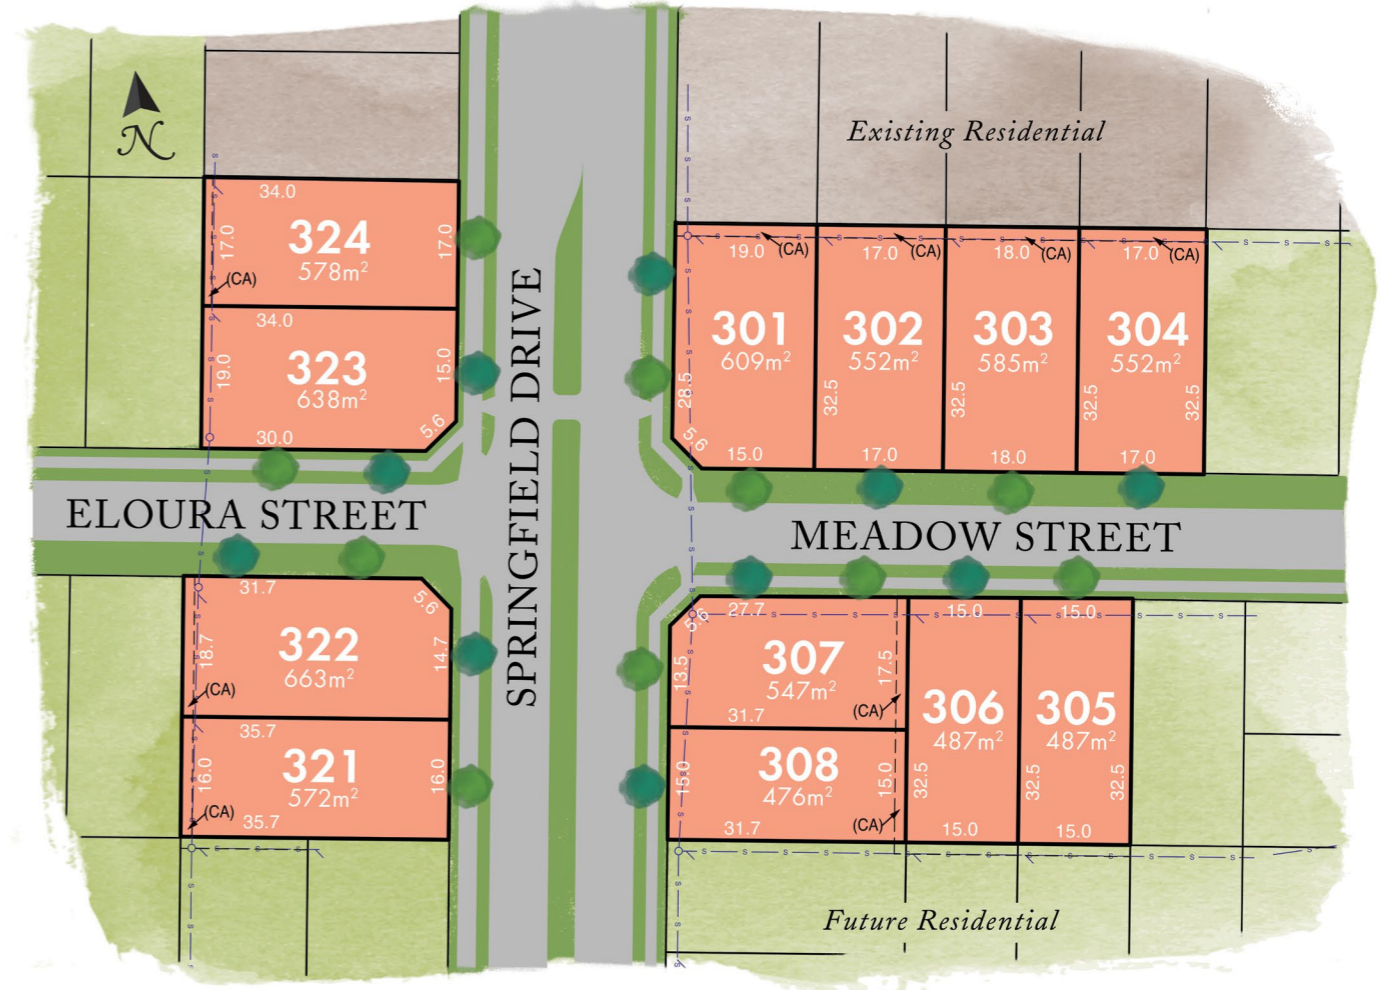 N
Existing Residential
34.0
17.0
324
578m²
17.0
(CA)
34.0
19.0
323
638m²
15.0
5.6
30.0
19.0
(CA)
301
609m²
28.5
5.6
15.0
17.0
(CA)
302
552m²
32.5
17.0
18.0
(CA)
303
585m²
32.5
18.0
17.0
(CA)
304
552m²
32.5
32.5
17.0
ELOURA STREET
SPRINGFIELD DRIVE
MEADOW STREET
31.7
5.6
18.7
322
663m²
14.7
(CA)
35.7
16.0
321
572m²
16.0
(CA)
35.7
27.7
5.6
13.5
307
547m²
17.5
(CA)
31.7
15.0
308
476m²
15.0
(CA)
31.7
15.0
306
487m²
32.5
15.0
15.0
305
487m²
32.5
32.5
15.0
Future Residential